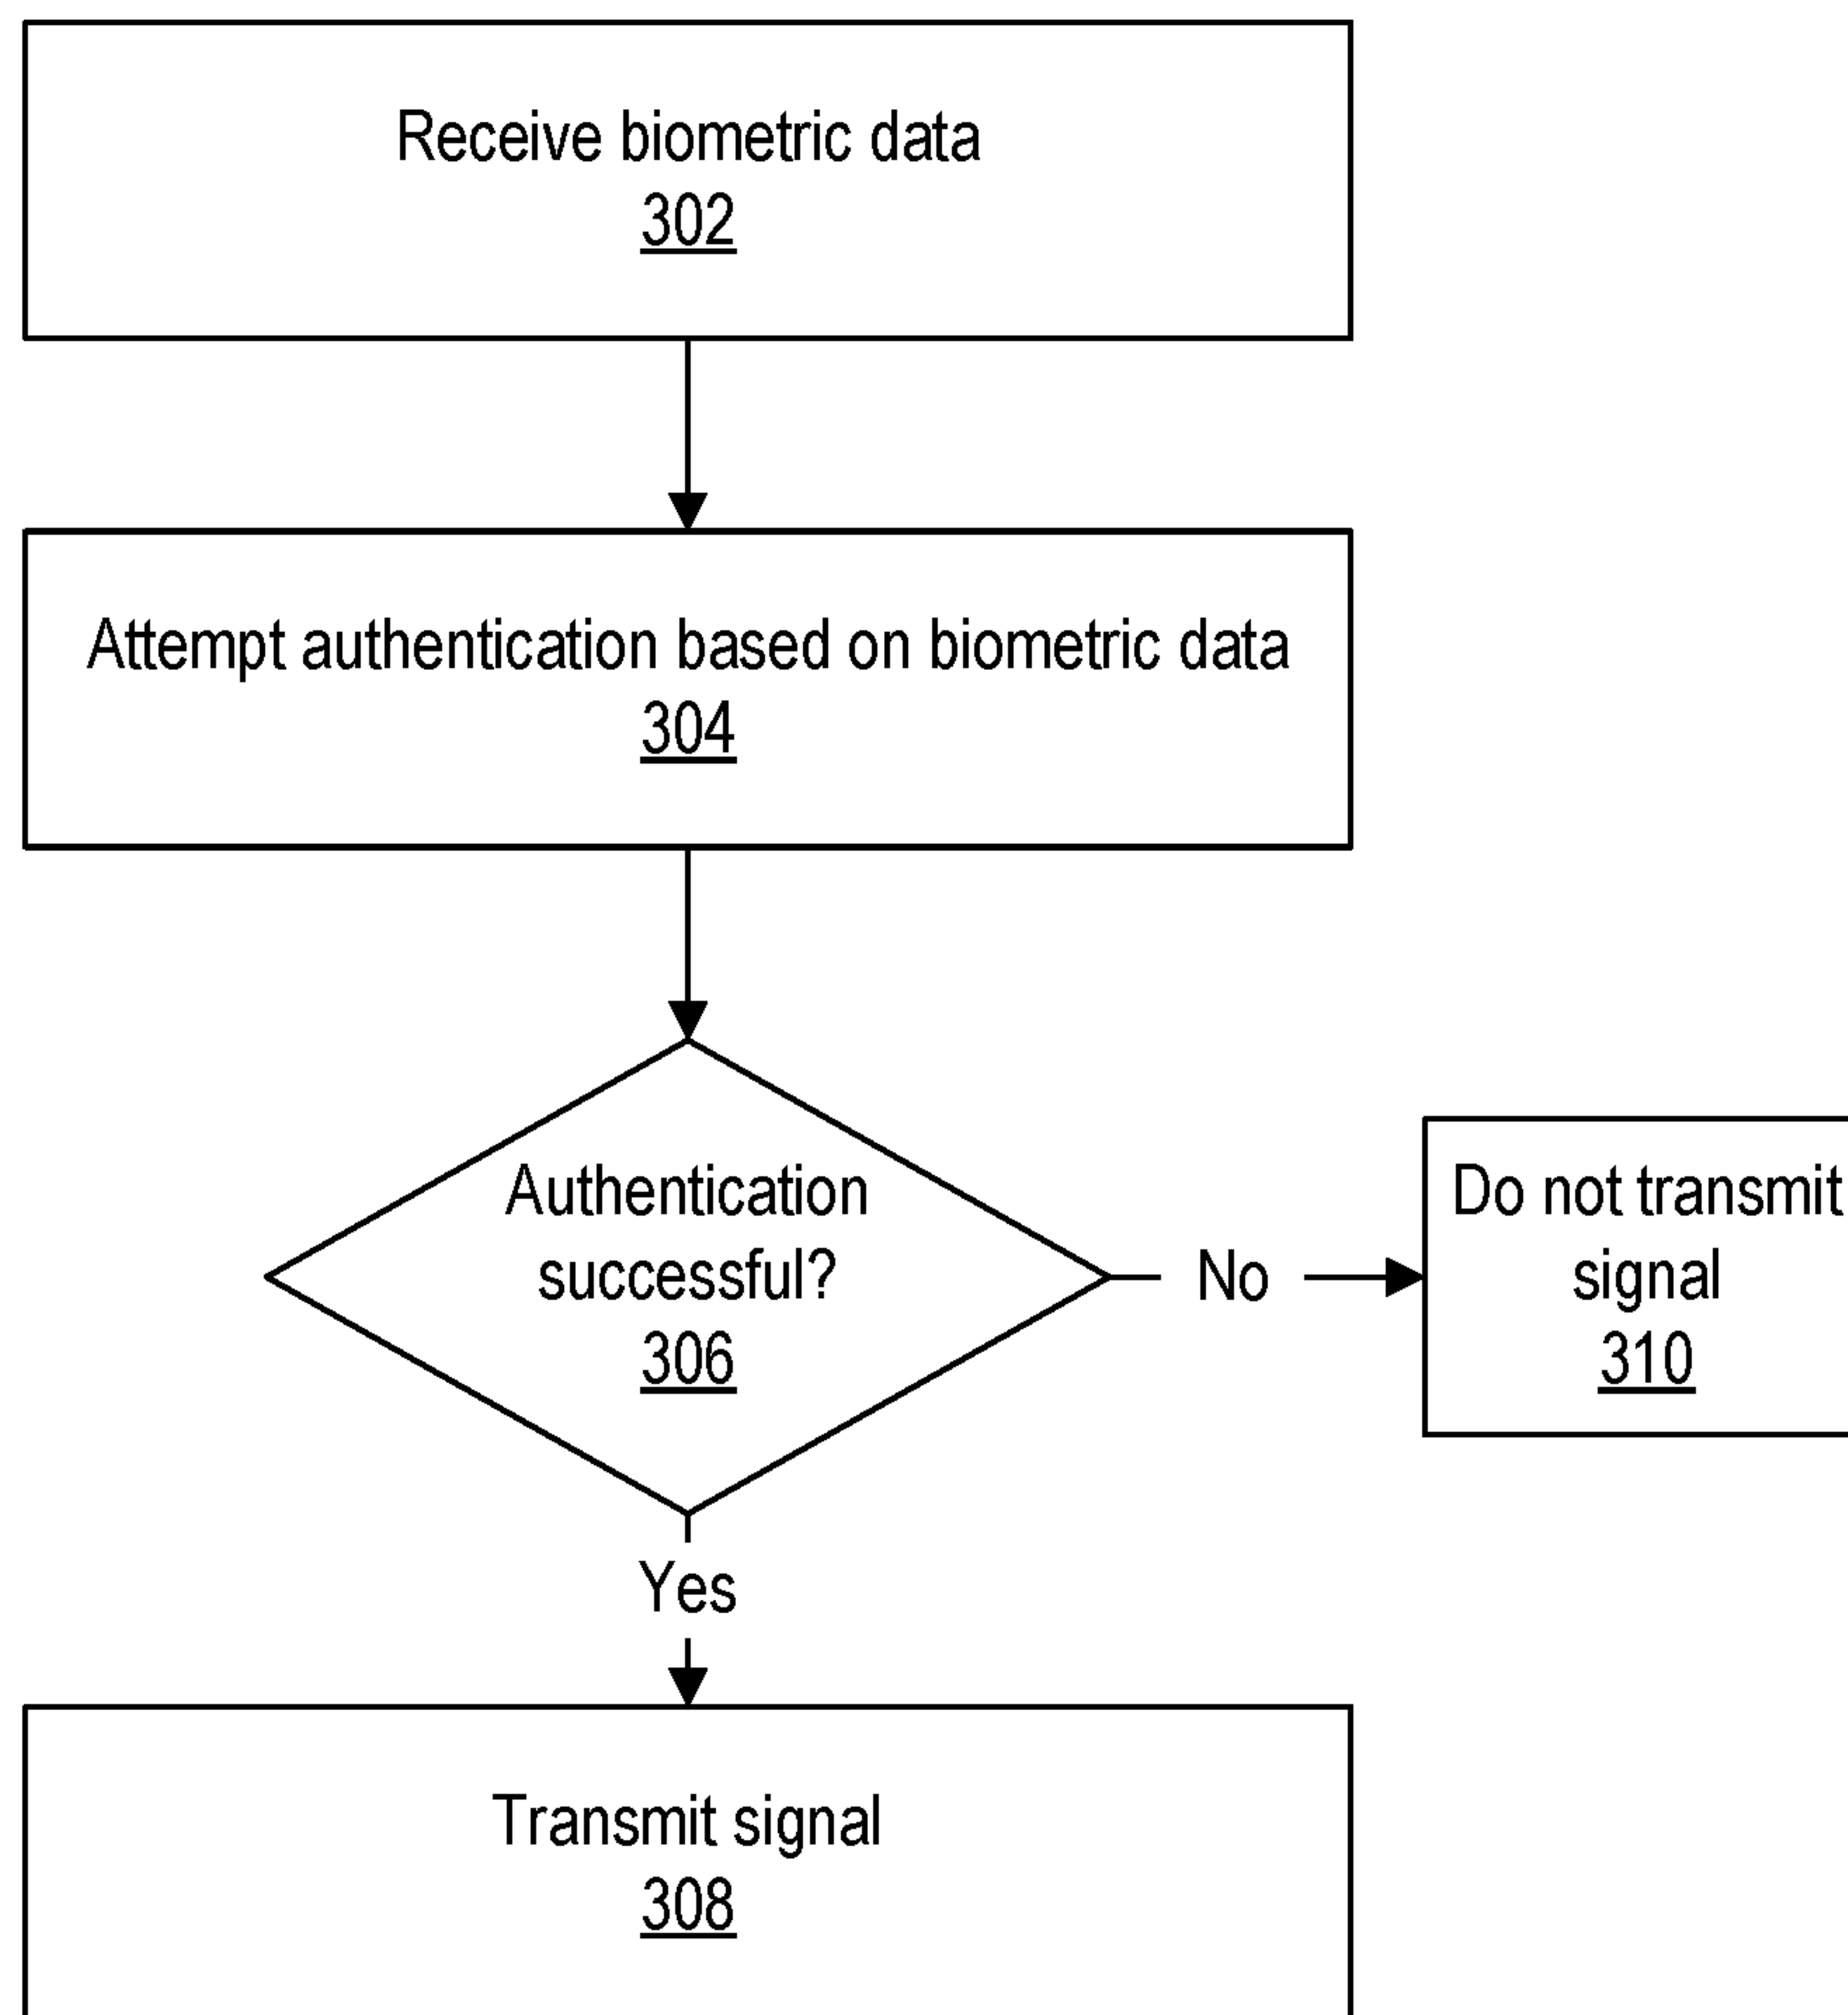 Receive biometric data
302
Attempt authentication based on biometric data
304
Authentication
successful?
306
No
Do not transmit
signal
310
Yes
Transmit signal
308